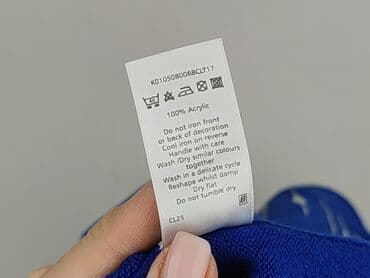 K010508006BCLT17
100% Acrylic
Do not iron front
or back of decoration
Cool iron on reverse
Handle with care
Wash /Dry similar colours
together
Wash in a delicate cycle
Reshape whilst damp
Dry flat
Do not tumble dry
CL25